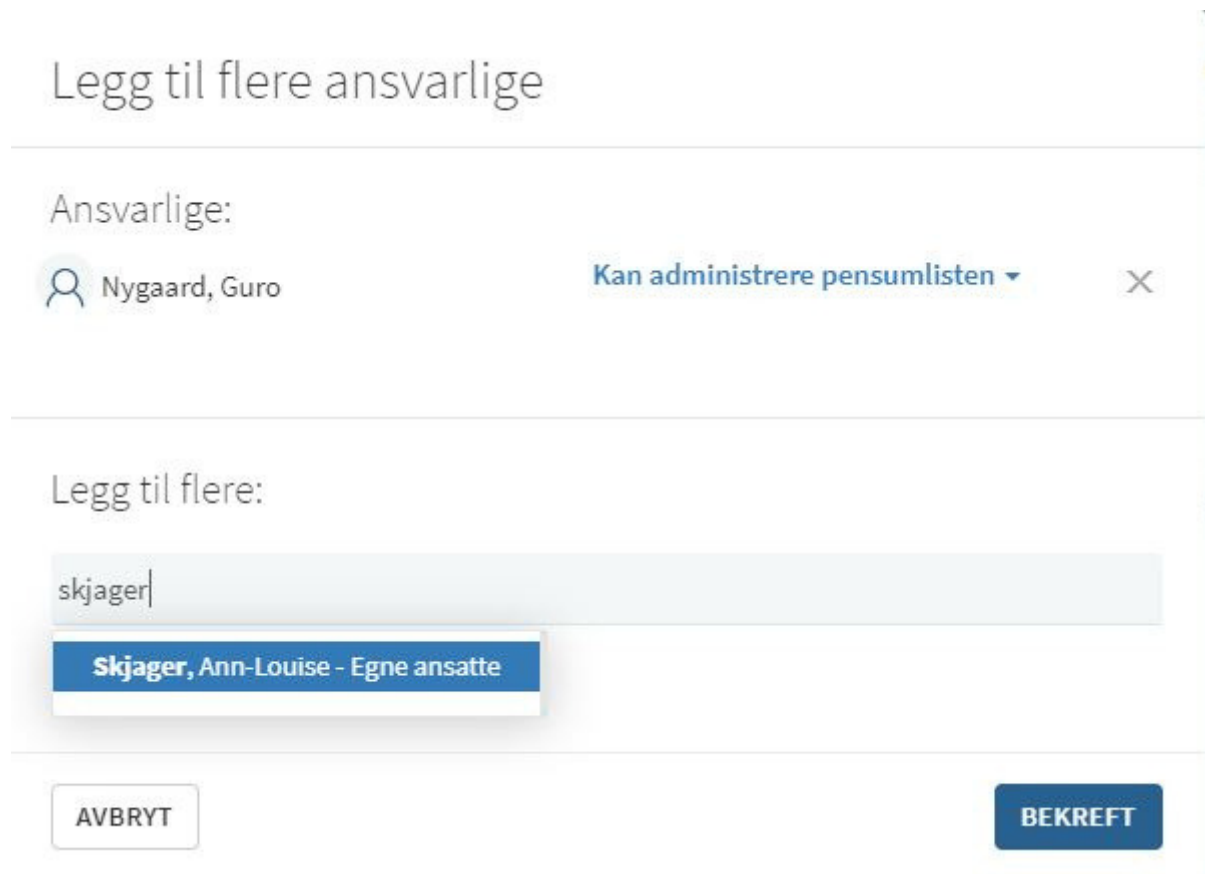 Legg til flere ansvarlige
Ansvarlige:
Nygaard, Guro Kan administrere pensumlisten
Legg til flere:
skjager
Skjager, Ann-Louise - Egne ansatte
AVBRYT BEKREFT